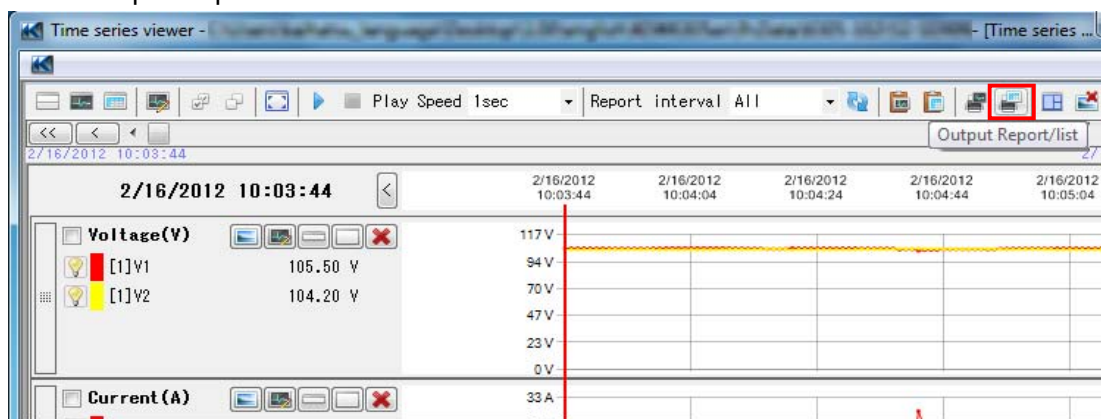 Time series viewer - - [Time series ...
Play Speed 1sec Report interval All
Output Report/list
<< <
2/16/2012 10:03:44
2/16/2012 10:03:44 <
2/16/2012 2/16/2012 2/16/2012 2/16/2012 2/16/2012
10:03:44 10:04:04 10:04:24 10:04:44 10:05:04
Voltage(V)
[1]V1 105.50 V
[1]V2 104.20 V
117 V
94 V
70 V
47 V
23 V
0 V
Current(A)
33 A